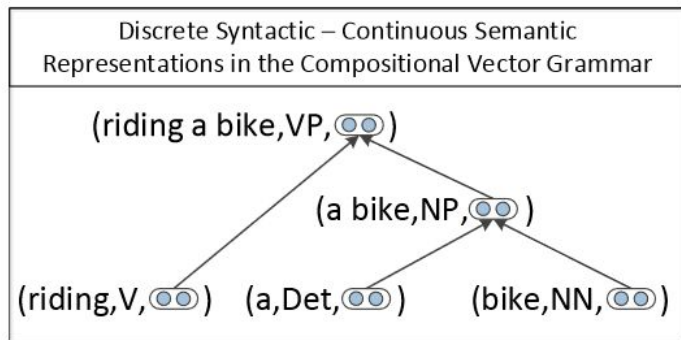 Discrete Syntactic – Continuous Semantic
Representations in the Compositional Vector Grammar
(riding a bike,VP, )
(a bike,NP, )
(riding,V, ) (a,Det, ) (bike,NN, )